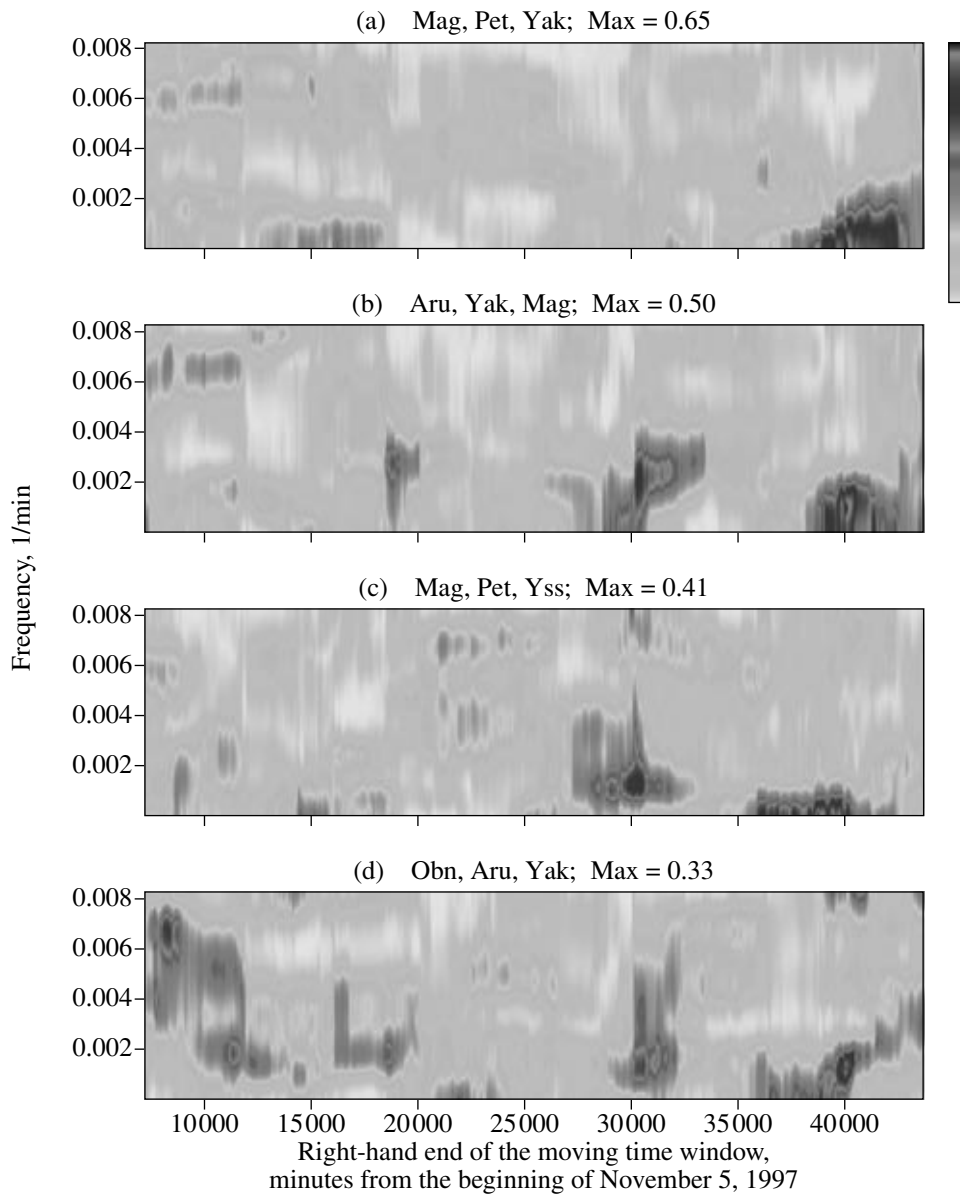 (a) Mag, Pet, Yak; Max = 0.65
0.008
0.006
0.004
0.002
(b) Aru, Yak, Mag; Max = 0.50
0.008
0.006
0.004
0.002
(c) Mag, Pet, Yss; Max = 0.41
0.008
0.006
0.004
0.002
(d) Obn, Aru, Yak; Max = 0.33
0.008
0.006
0.004
0.002
Frequency, 1/min
10000 15000 20000 25000 30000 35000 40000
Right-hand end of the moving time window,
minutes from the beginning of November 5, 1997